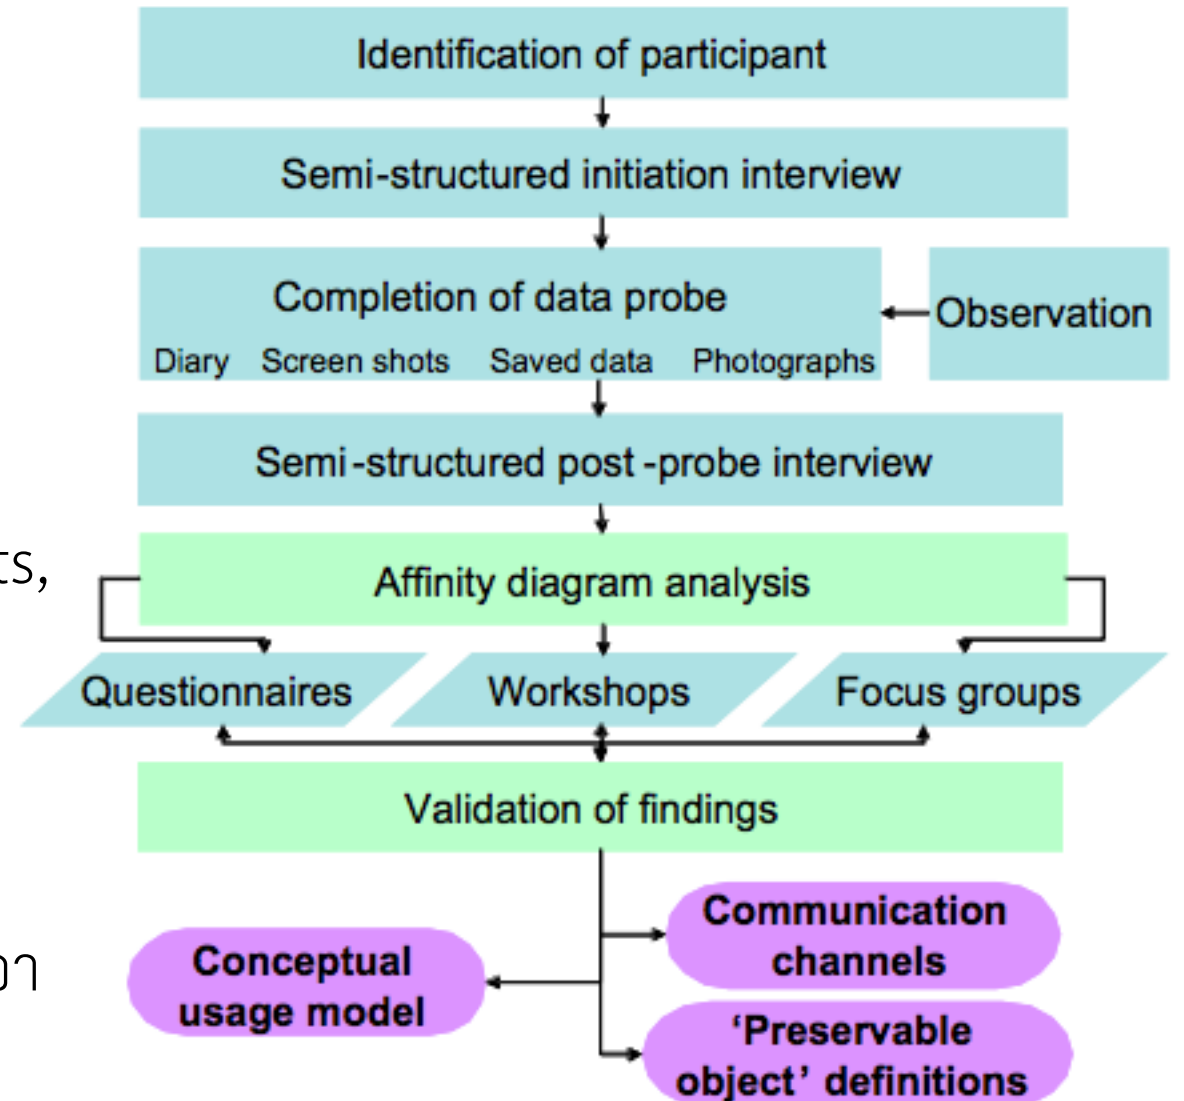 Identification of participant
Semi-structured initiation interview
Completion of data probe
Observation
Diary Screen shots Saved data Photographs
Semi-structured post-probe interview
ts,
Affinity diagram analysis
Questionnaires Workshops Focus groups
Validation of findings
Communication
channels
Conceptual
usage model
‘Preservable
object’ definitions